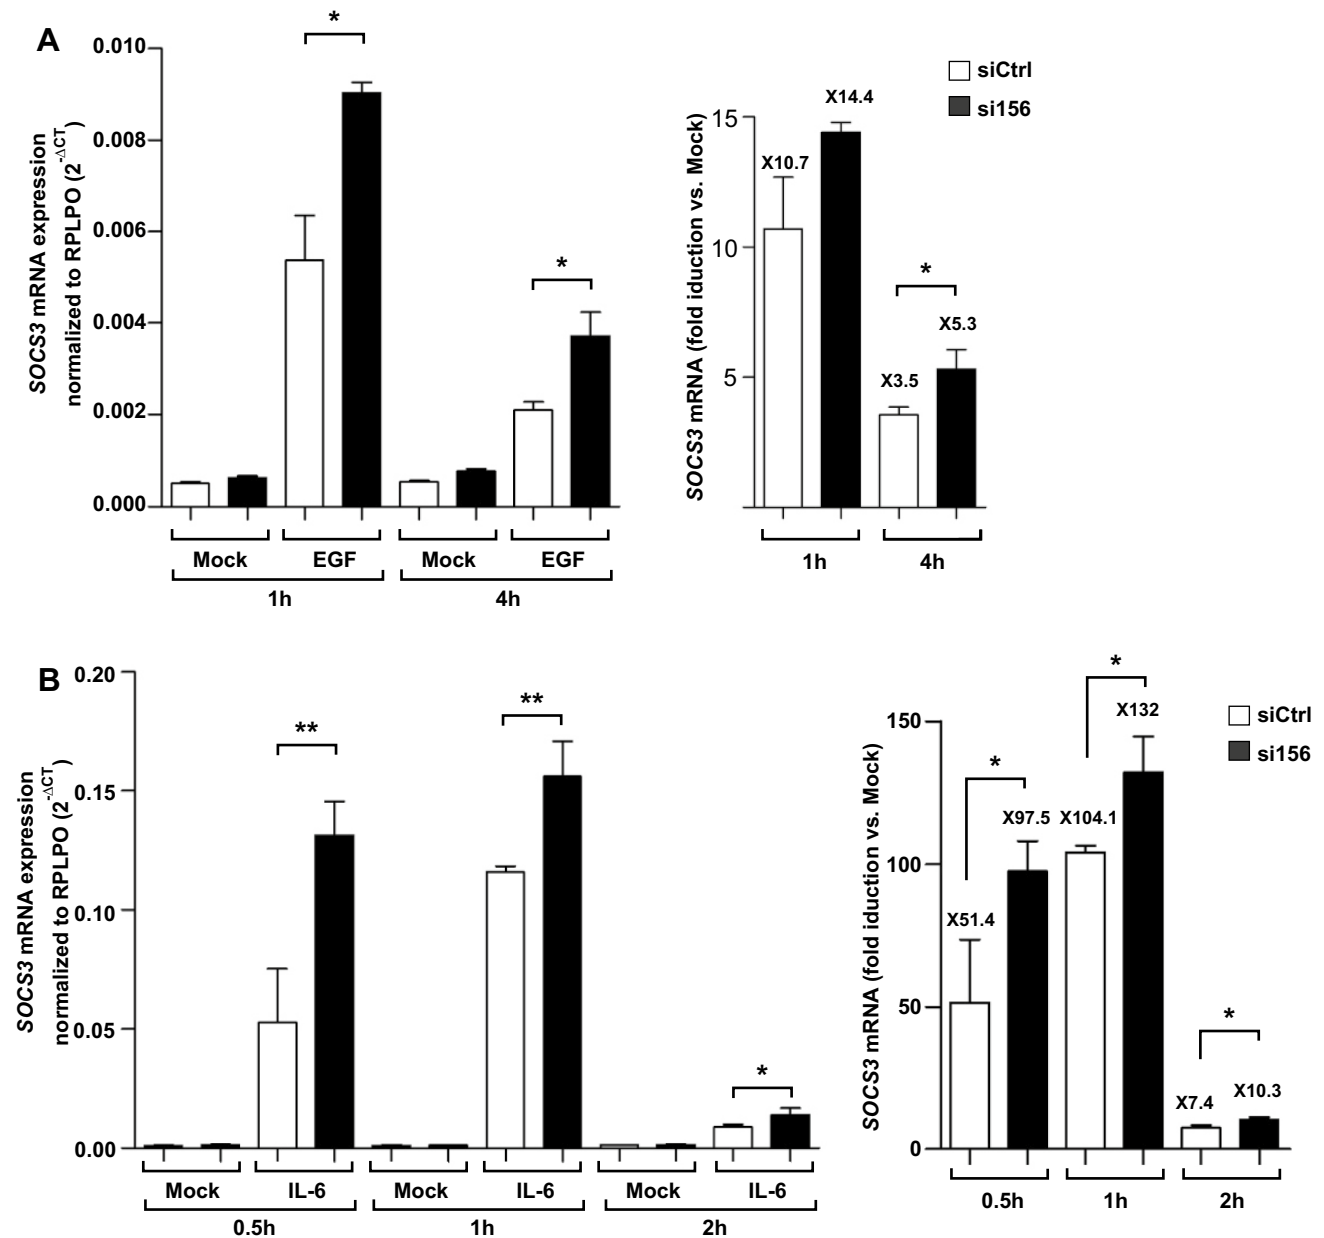 A
SOCS3 mRNA expression
normalized to RPLPO (2^-ΔCT)
0.010
0.008
0.006
0.004
0.002
0.000
*
*
Mock EGF Mock EGF
1h 4h
SOCS3 mRNA (fold iduction vs. Mock)
15
10
5
X10.7
X14.4
X3.5
X5.3
*
1h 4h
siCtrl
si156
B
SOCS3 mRNA expression
normalized to RPLPO (2^-ΔCT)
0.20
0.15
0.10
0.05
0.00
**
**
*
Mock IL-6 Mock IL-6 Mock IL-6
0.5h 1h 2h
SOCS3 mRNA (fold iduction vs. Mock)
150
100
50
0
X51.4
X97.5
X104.1
X132
X7.4
X10.3
*
*
*
0.5h 1h 2h
siCtrl
si156